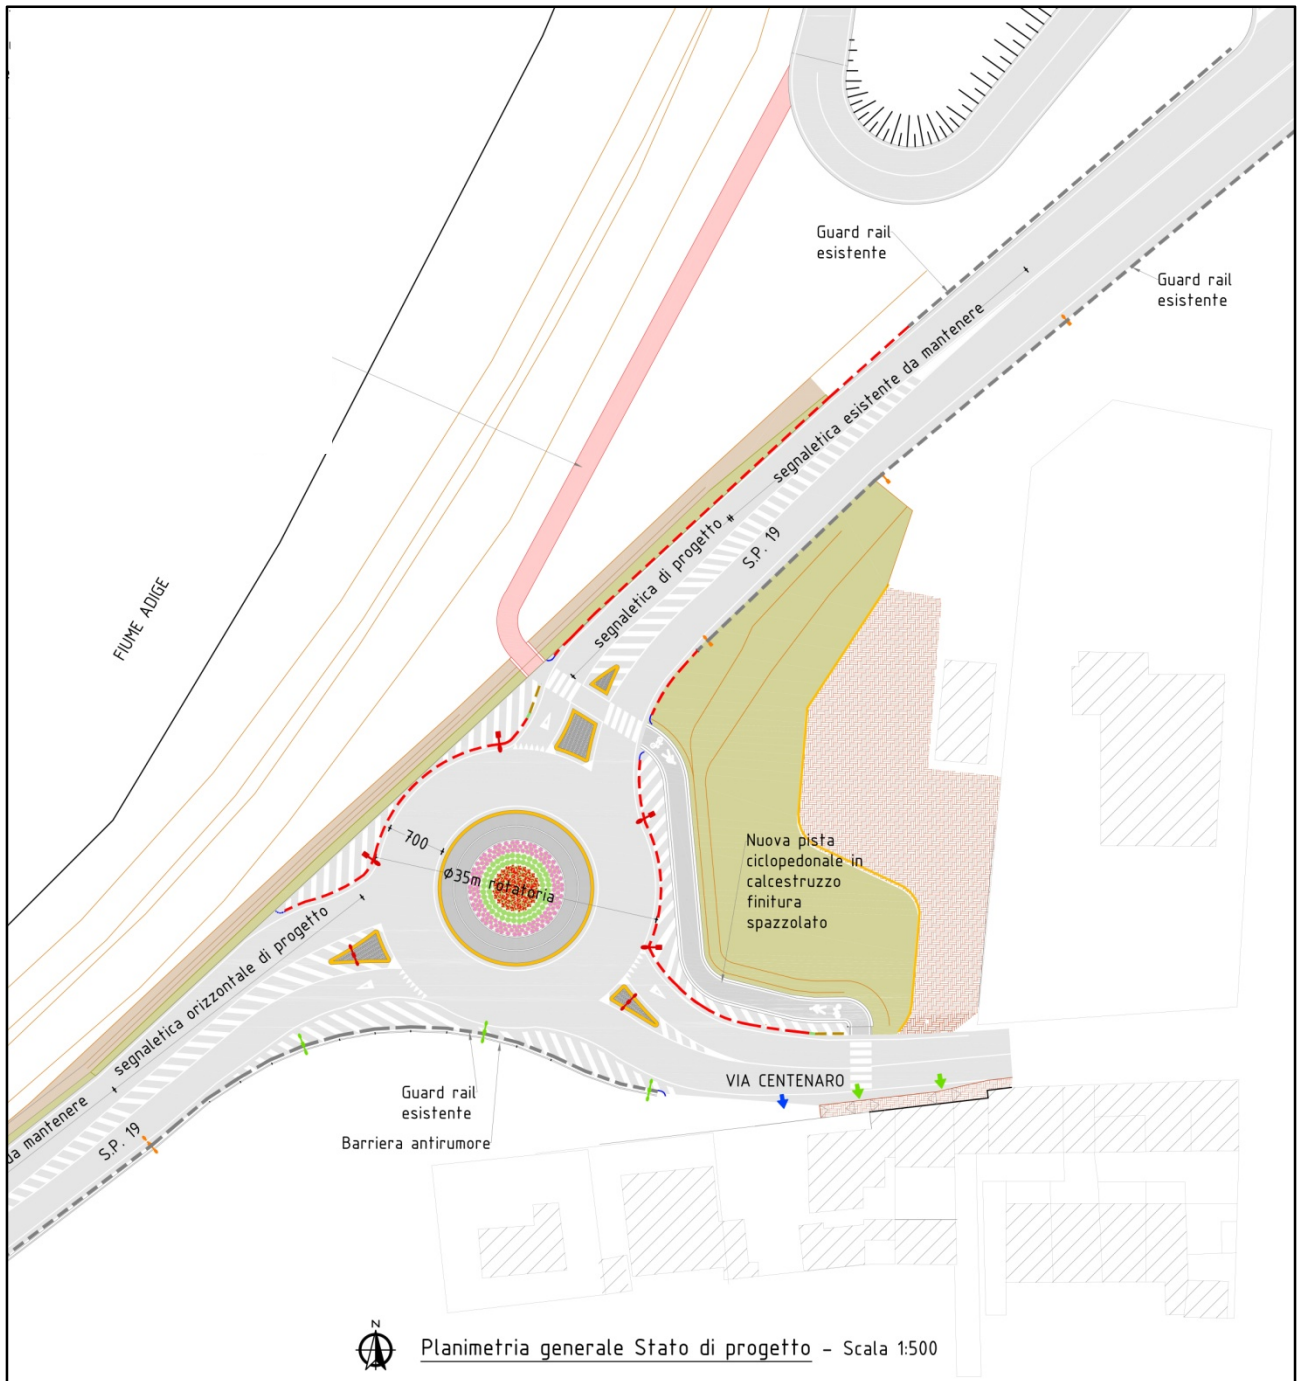 Guard rail
esistente
Guard rail
esistente
segnaletica esistente da mantenere
segnaletica di progetto
S.P. 19
FIUME ADIGE
700
ϕ35m rotatoria
Nuova pista
ciclopedonale in
calcestruzzo
finitura
spazzolato
segnaletica orizzontale di progetto
da mantenere
S.P. 19
Guard rail
esistente
Barriera antirumore
VIA CENTENARO
N
Planimetria generale Stato di progetto - Scala 1:500